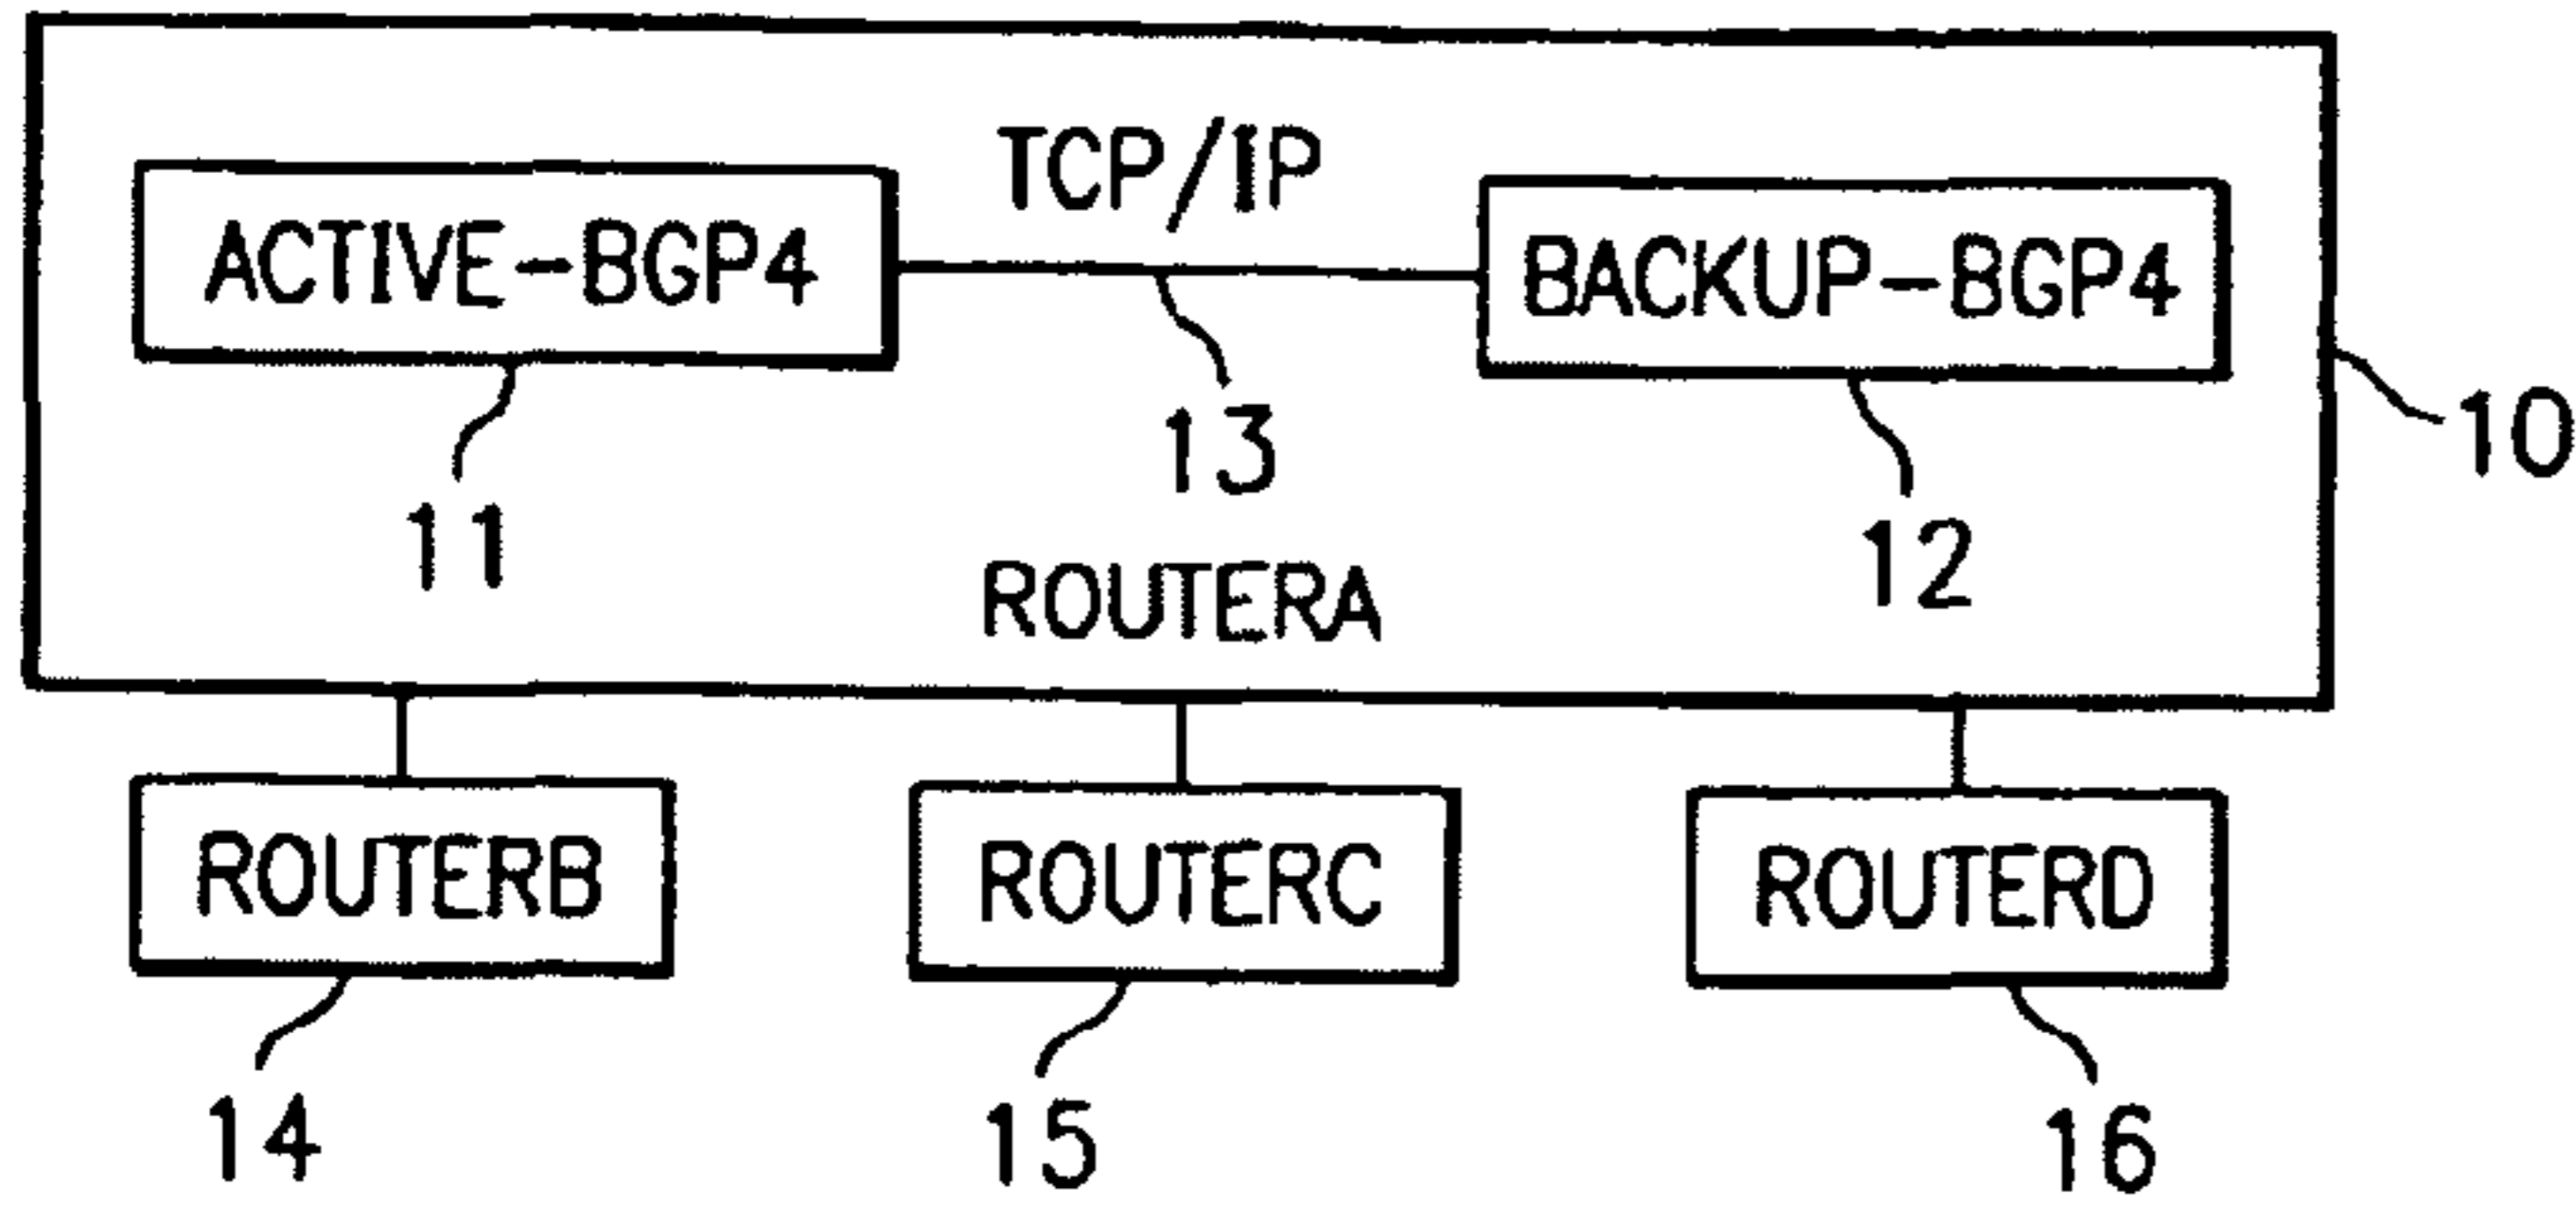 TCP/IP
ACTIVE-BGP4
BACKUP-BGP4
10
13
11
12
ROUTERA
ROUTERB
ROUTERC
ROUTERD
14
15
16